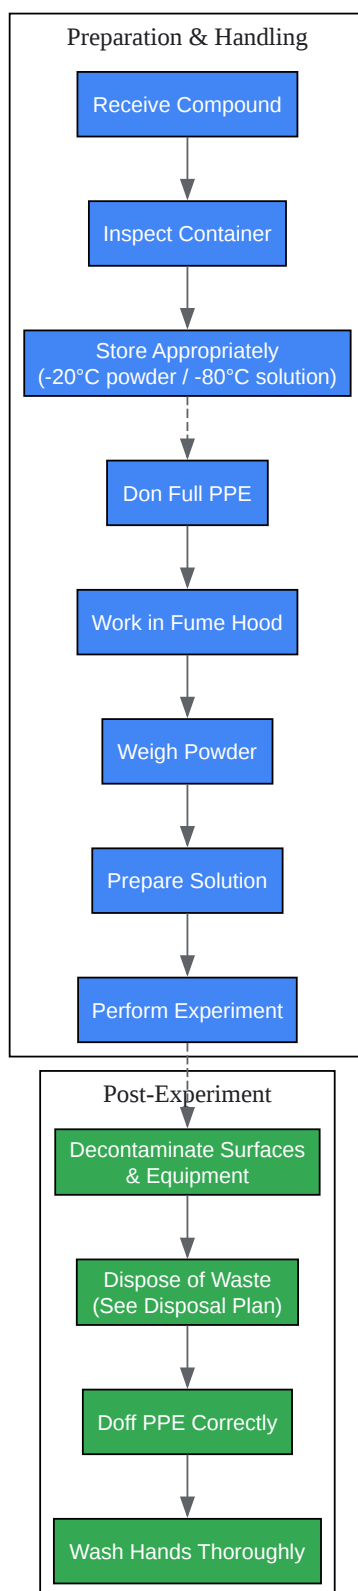 Preparation & Handling
Receive Compound
Inspect Container
Store Appropriately
(-20°C powder / -80°C solution)
Don Full PPE
Work in Fume Hood
Weigh Powder
Prepare Solution
Perform Experiment
Post-Experiment
Decontaminate Surfaces
& Equipment
Dispose of Waste
(See Disposal Plan)
Doff PPE Correctly
Wash Hands Thoroughly